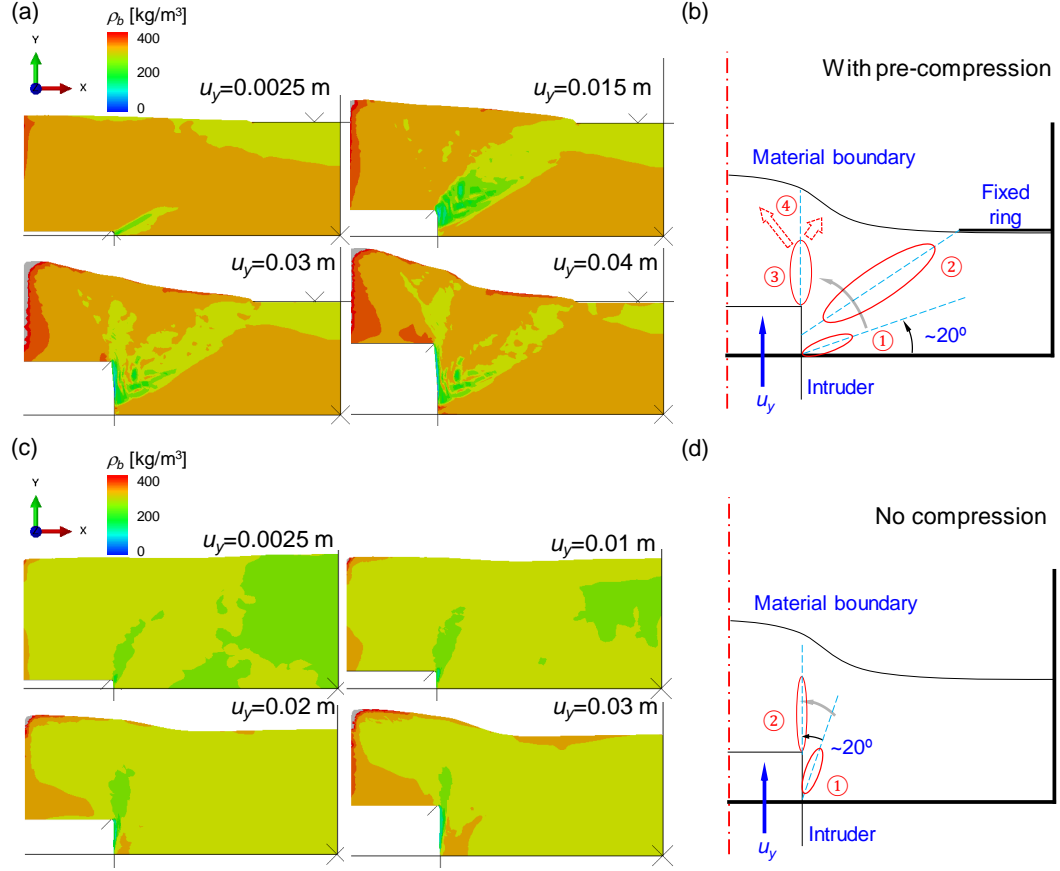 (a)
ρb [kg/m³]
400
200
0
Y
X
uy=0.0025 m
uy=0.015 m
uy=0.03 m
uy=0.04 m
(b)
With pre-compression
Material boundary
Fixed
ring
④
③
②
①
~20º
Intruder
uy
(c)
ρb [kg/m³]
400
200
0
Y
X
uy=0.0025 m
uy=0.01 m
uy=0.02 m
uy=0.03 m
(d)
No compression
Material boundary
②
~20º
①
Intruder
uy